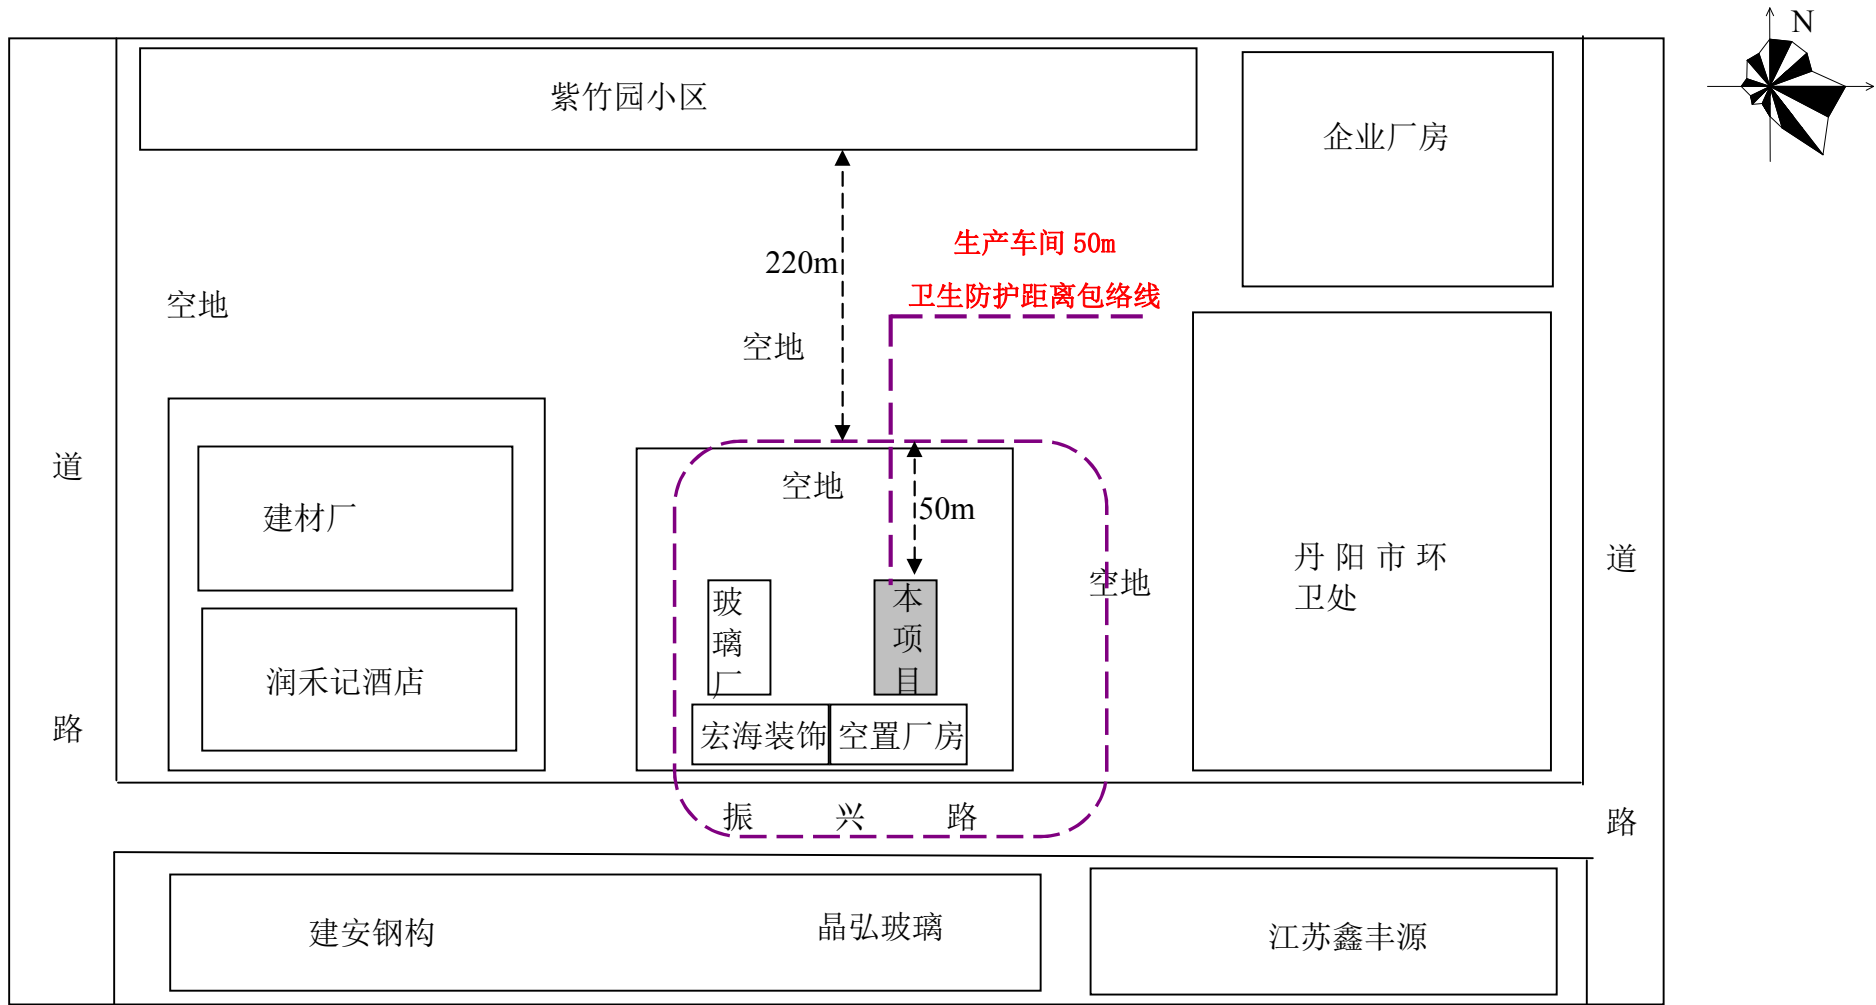 N
紫竹园小区
企业厂房
生产车间 50m
220m
卫生防护距离包络线
空地
空地
道
空地
建材厂
50m
丹阳市环
卫处
道
空地
玻
璃
厂
本
项
目
润禾记酒店
路
宏海装饰
空置厂房
振兴路
路
建安钢构
晶弘玻璃
江苏鑫丰源